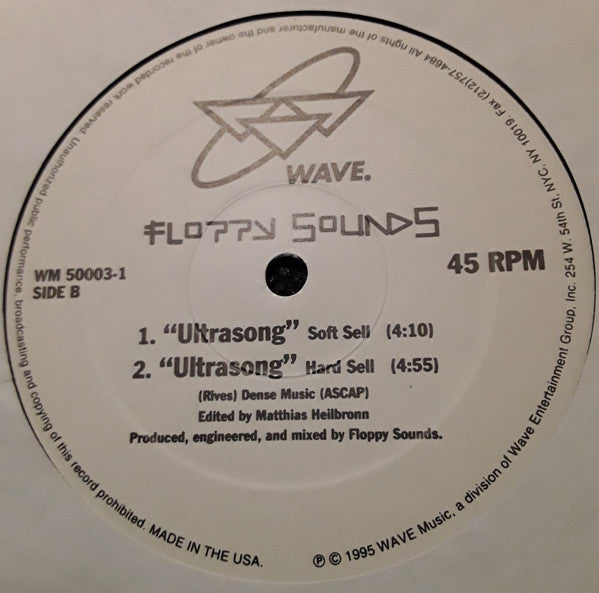 WAVE.
FLOPPY SOUNDS
WM 50003-1
SIDE B
45 RPM
1. “Ultrasong” Soft Sell (4:10)
2. “Ultrasong” Hard Sell (4:55)
(Rives) Dense Music (ASCAP)
Edited by Matthias Heilbronn
Produced, engineered, and mixed by Floppy Sounds.
℗ © 1995 WAVE Music, a division of Wave Entertainment Group, Inc. 254 W. 54th St, NYC, NY 10019. Fax (212)757-4684 All rights of the manufacturer and the owner of the recorded work reserved. Unauthorized public performance, broadcasting and copying of this record prohibited. MADE IN THE USA.